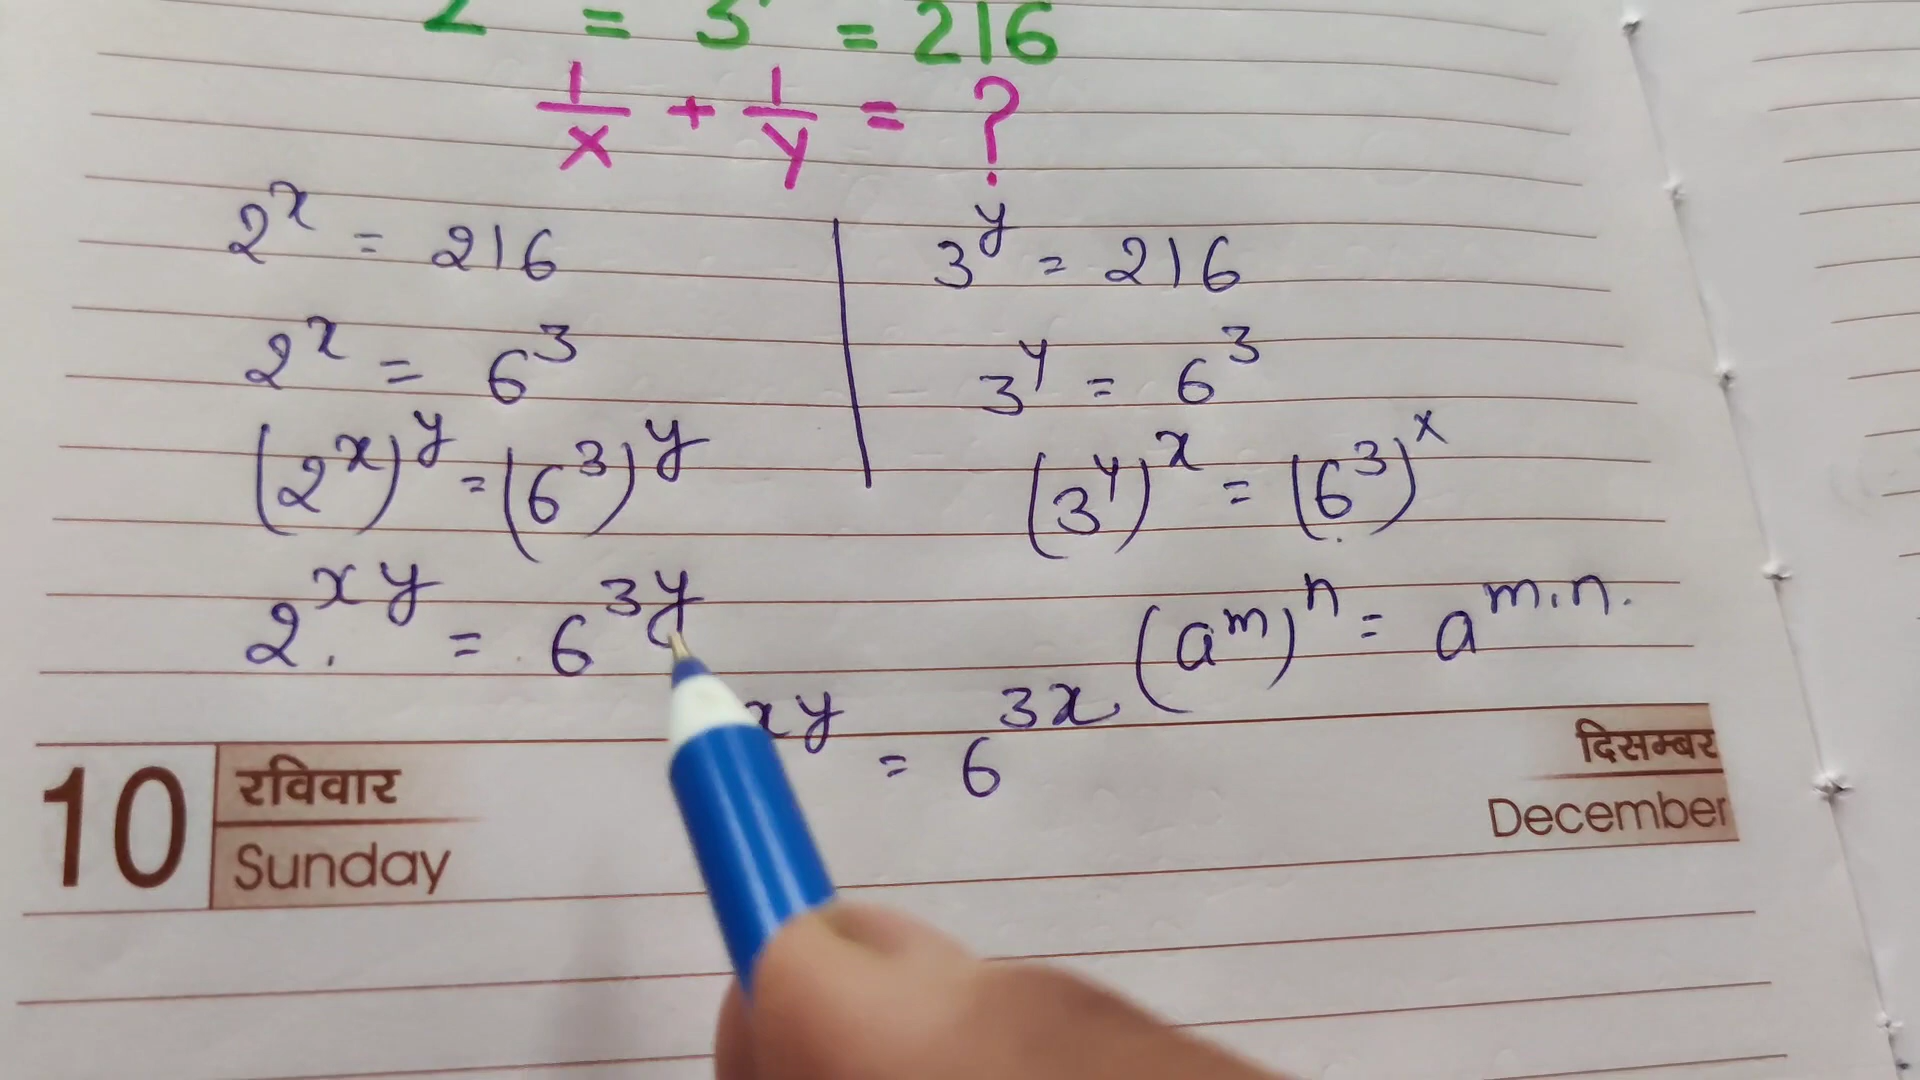 = 3 = 216
1/x + 1/y = ?
2^x = 216
3^y = 216
2^x = 6^3
3^y = 6^3
(2^x)^y = (6^3)^y
(3^y)^x = (6^3)^x
2^xy = 6^3y
(a^m)^n = a^m.n.
xy = 6^3x
10 रविवार Sunday
दिसम्बर December